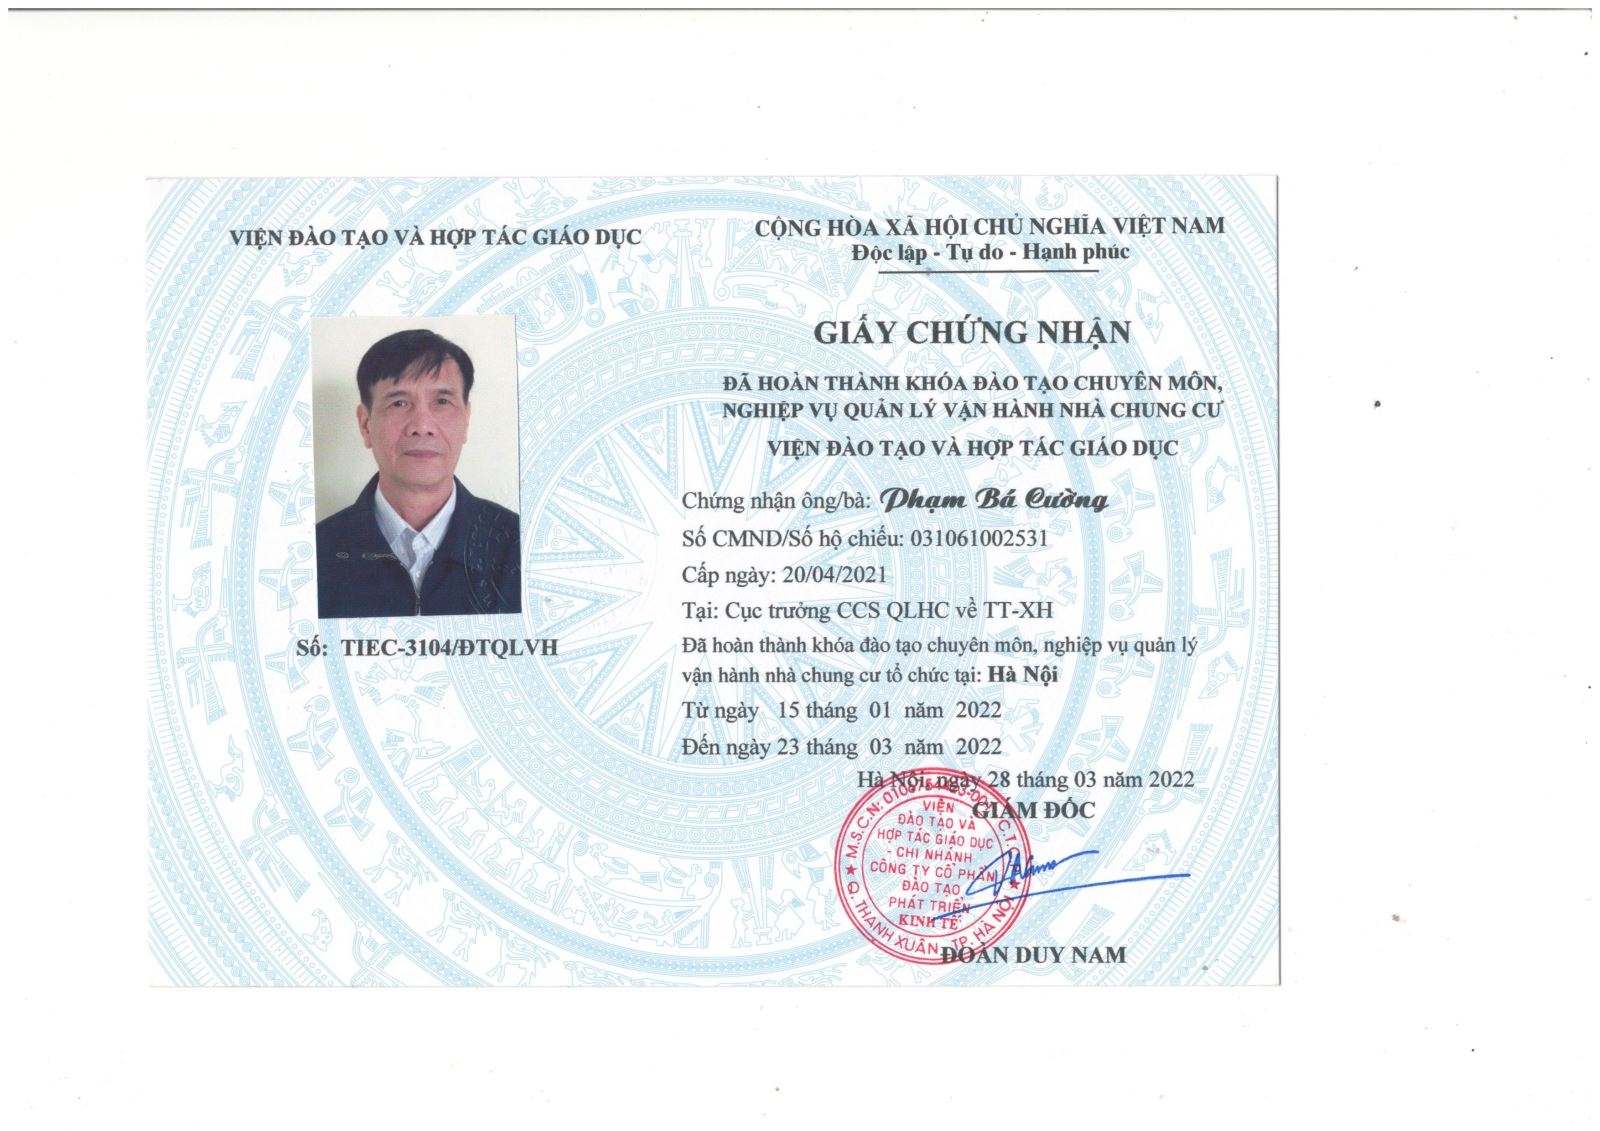 VIỆN ĐÀO TẠO VÀ HỢP TÁC GIÁO DỤC
CỘNG HÒA XÃ HỘI CHỦ NGHĨA VIỆT NAM
Độc lập - Tự do - Hạnh phúc
GIẤY CHỨNG NHẬN
ĐÃ HOÀN THÀNH KHÓA ĐÀO TẠO CHUYÊN MÔN,
NGHIỆP VỤ QUẢN LÝ VẬN HÀNH NHÀ CHUNG CƯ
VIỆN ĐÀO TẠO VÀ HỢP TÁC GIÁO DỤC
Chứng nhận ông/bà: Phạm Bá Cường
Số CMND/Số hộ chiếu: 031061002531
Cấp ngày: 20/04/2021
Tại: Cục trưởng CCS QLHC về TT-XH
Số: TIEC-3104/ĐTQLVH
Đã hoàn thành khóa đào tạo chuyên môn, nghiệp vụ quản lý
vận hành nhà chung cư tổ chức tại: Hà Nội
Từ ngày 15 tháng 01 năm 2022
Đến ngày 23 tháng 03 năm 2022
Hà Nội, ngày 28 tháng 03 năm 2022
GIÁM ĐỐC
M.S.C.N:
VIỆN
ĐÀO TẠO VÀ
HỢP TÁC GIÁO DỤC
- CHI NHÁNH
CÔNG TY CỔ PHẦN
ĐÀO TẠO
PHÁT TRIỂN
KINH TẾ
Q. THANH XUÂN - TP. HÀ NỘI
ĐOÀN DUY NAM